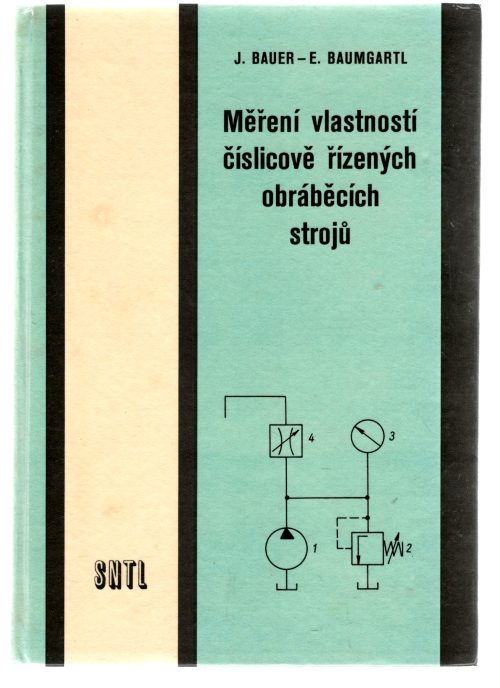 J. BAUER – E. BAUMGARTL
Měření vlastností
číslicově řízených
obráběcích
strojů
4
3
1
2
SNTL